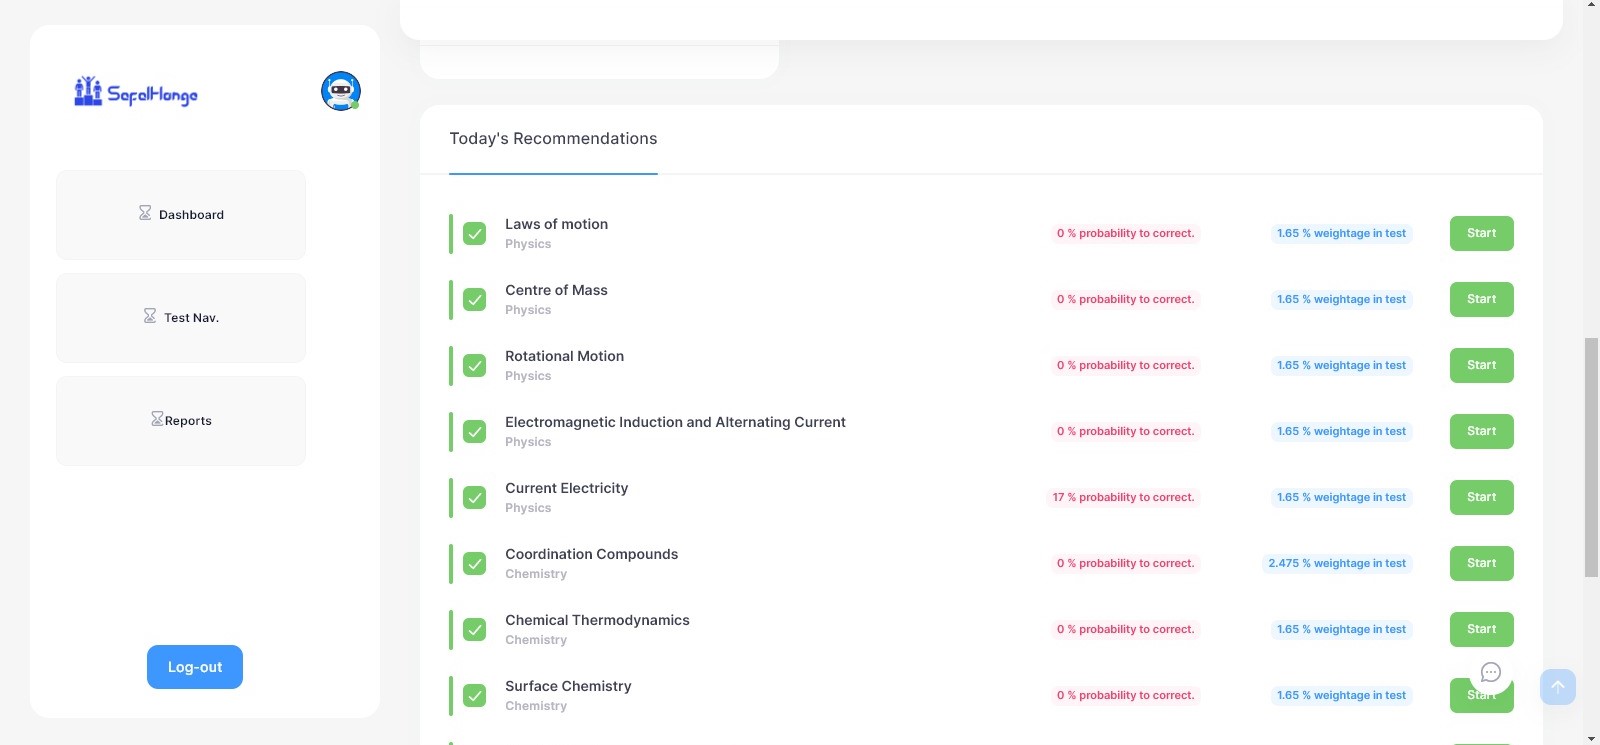 SafalHonge
Dashboard
Test Nav.
Reports
Log-out
Today's Recommendations
Laws of motion
Physics
0 % probability to correct.
1.65 % weightage in test
Start
Centre of Mass
Physics
0 % probability to correct.
1.65 % weightage in test
Start
Rotational Motion
Physics
0 % probability to correct.
1.65 % weightage in test
Start
Electromagnetic Induction and Alternating Current
Physics
0 % probability to correct.
1.65 % weightage in test
Start
Current Electricity
Physics
17 % probability to correct.
1.65 % weightage in test
Start
Coordination Compounds
Chemistry
0 % probability to correct.
2.475 % weightage in test
Start
Chemical Thermodynamics
Chemistry
0 % probability to correct.
1.65 % weightage in test
Start
Surface Chemistry
Chemistry
0 % probability to correct.
1.65 % weightage in test
Start